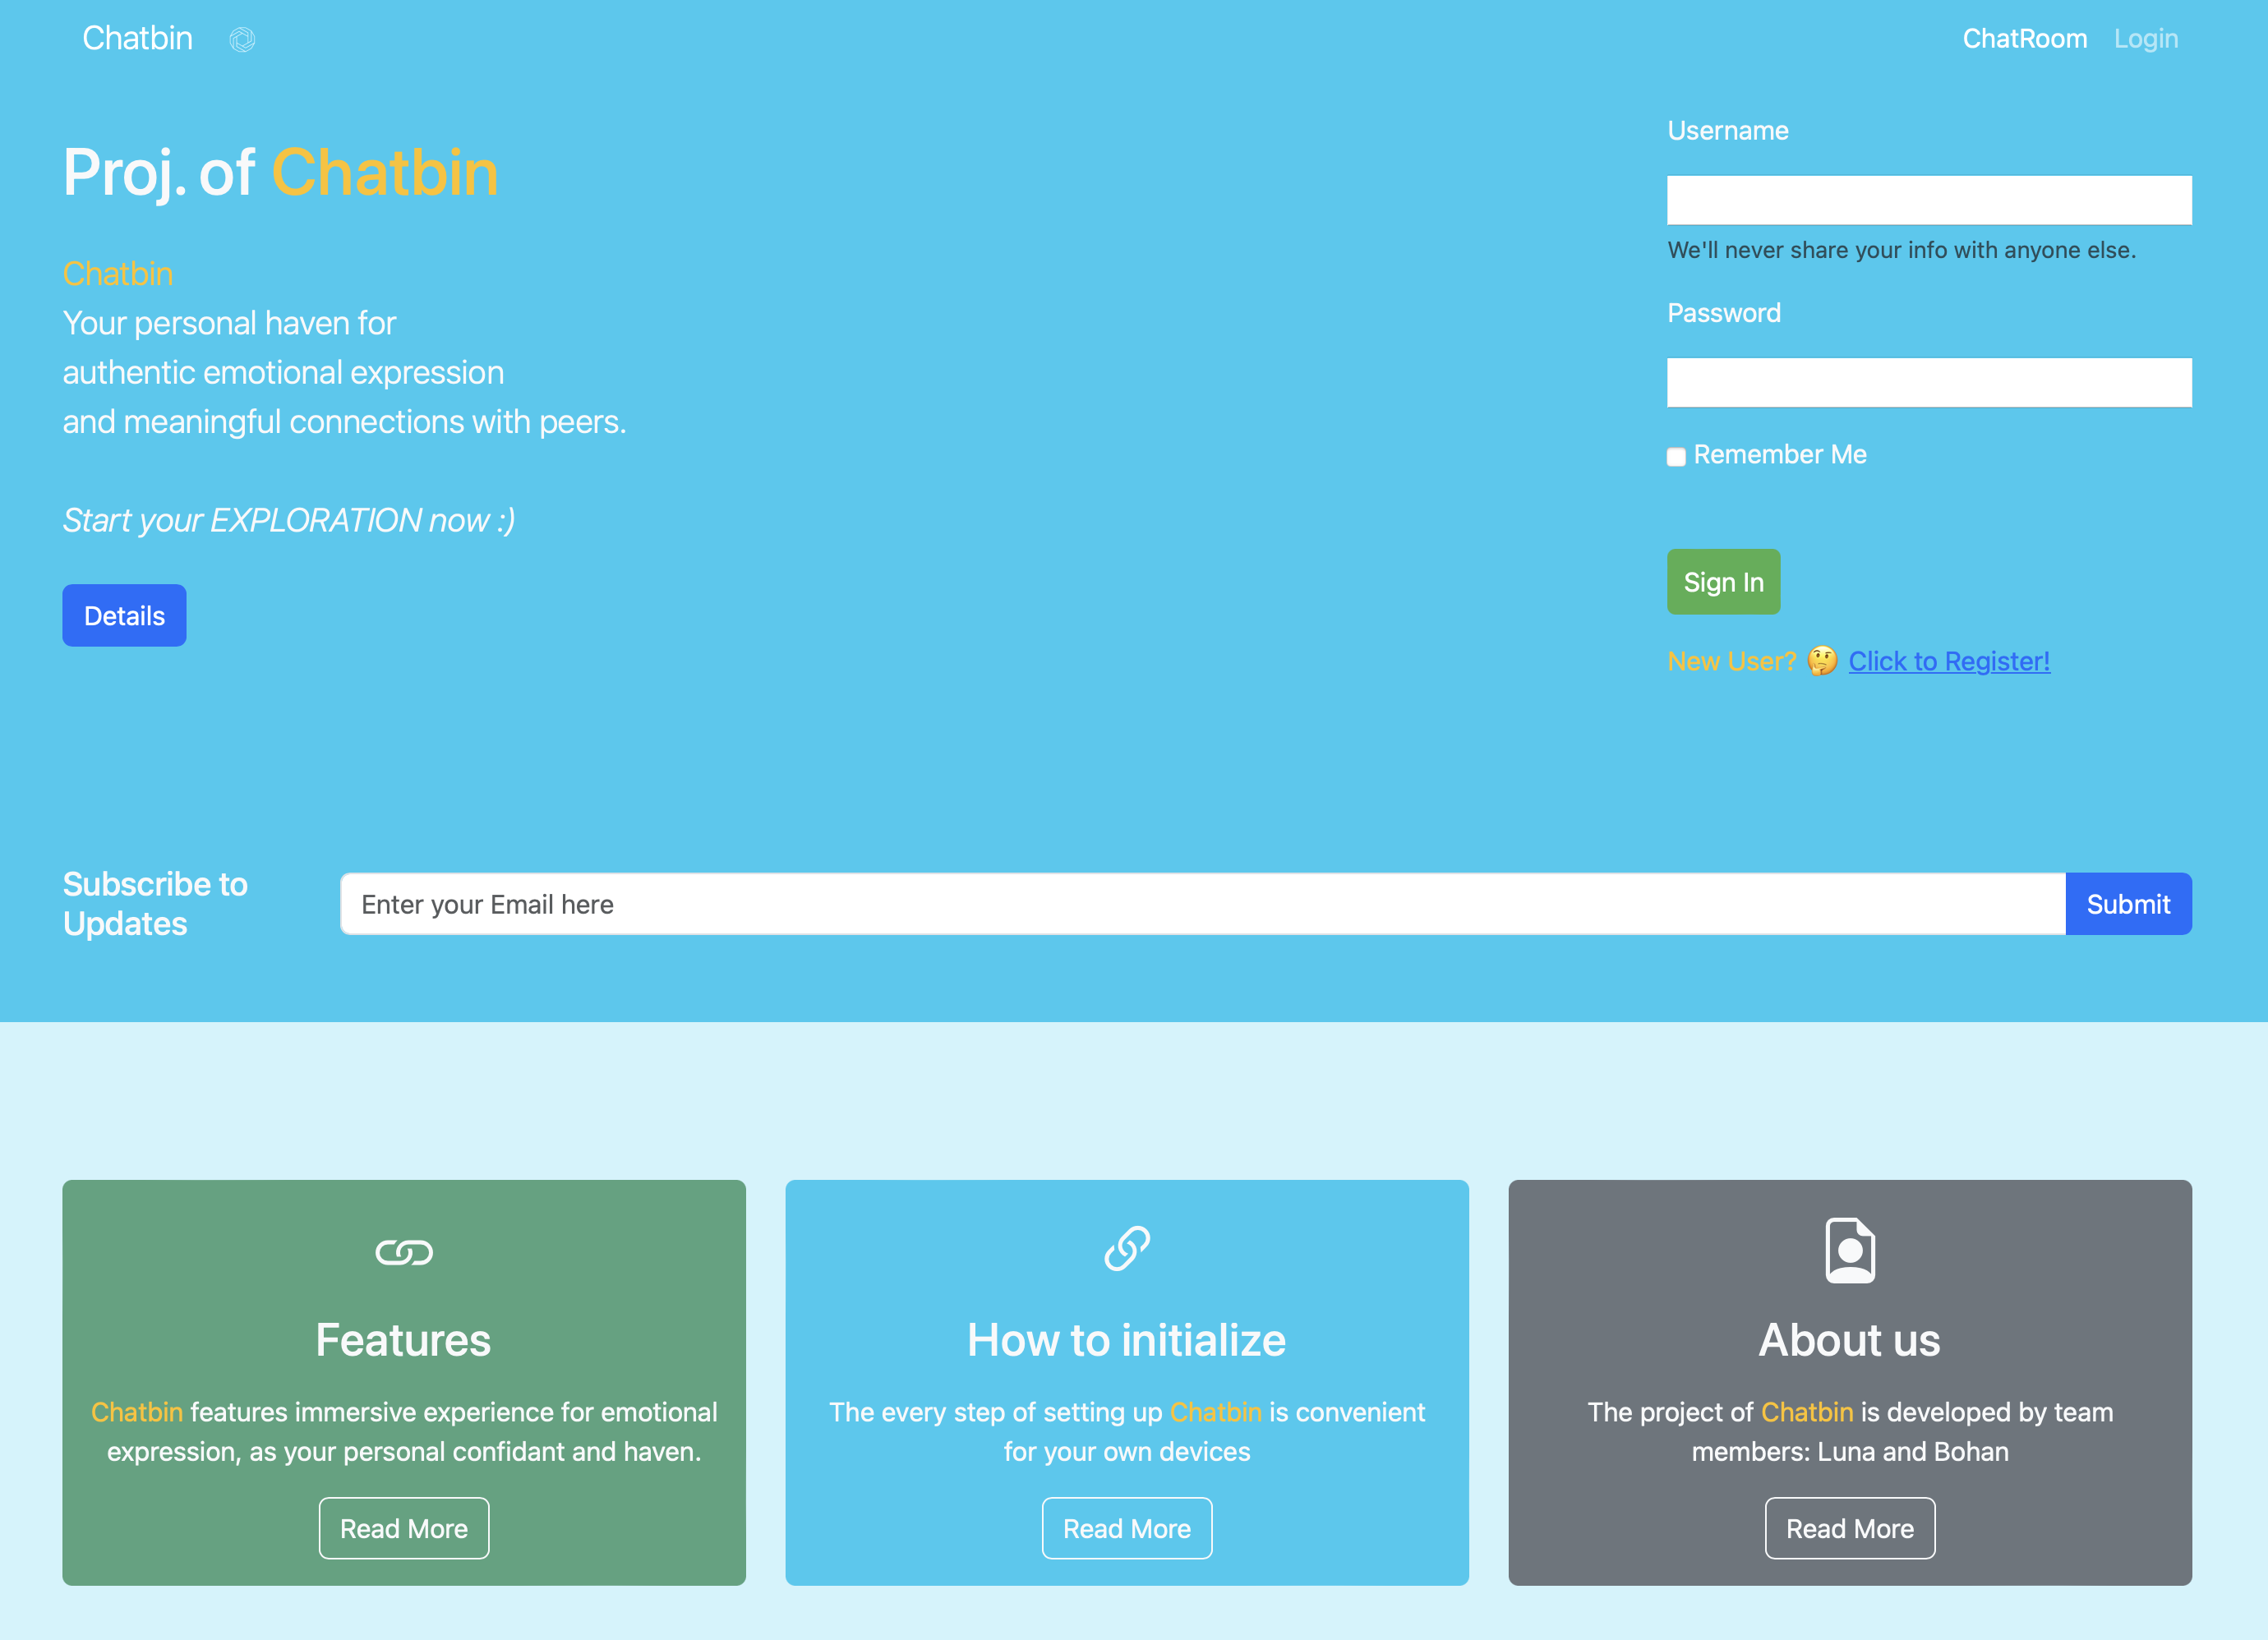 Chatbin
ChatRoom Login
Proj. of Chatbin
Chatbin
Your personal haven for
authentic emotional expression
and meaningful connections with peers.
Start your EXPLORATION now :)
Details
Username
We'll never share your info with anyone else.
Password
Remember Me
Sign In
New User? 🤔 Click to Register!
Subscribe to
Updates
Enter your Email here
Submit
Features
Chatbin features immersive experience for emotional
expression, as your personal confidant and haven.
Read More
How to initialize
The every step of setting up Chatbin is convenient
for your own devices
Read More
About us
The project of Chatbin is developed by team
members: Luna and Bohan
Read More